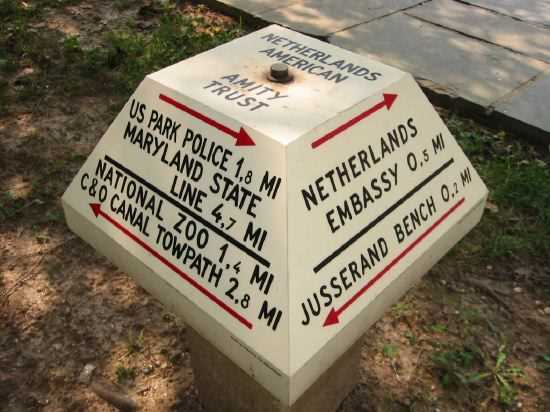 NETHERLANDS
AMERICAN
AMITY
TRUST
US PARK POLICE 1,8 MI
MARYLAND STATE
LINE 4,7 MI
NATIONAL ZOO 1,4 MI
C&O CANAL TOWPATH 2,8 MI
NETHERLANDS
EMBASSY 0.5 MI
JUSSERAND BENCH 0.2 MI